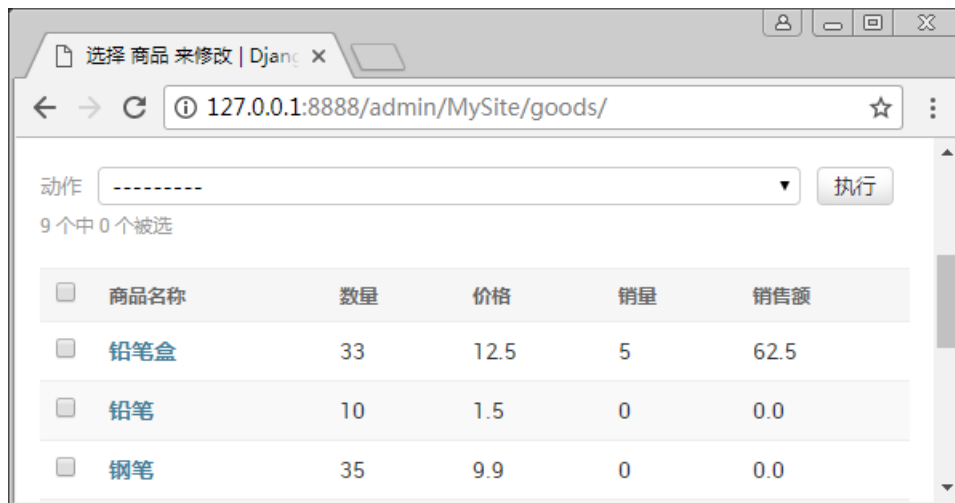 选择 商品 来修改 | Djang
127.0.0.1:8888/admin/MySite/goods/
动作 --------- 执行
9 个中 0 个被选
商品名称 数量 价格 销量 销售额
铅笔盒 33 12.5 5 62.5
铅笔 10 1.5 0 0.0
钢笔 35 9.9 0 0.0